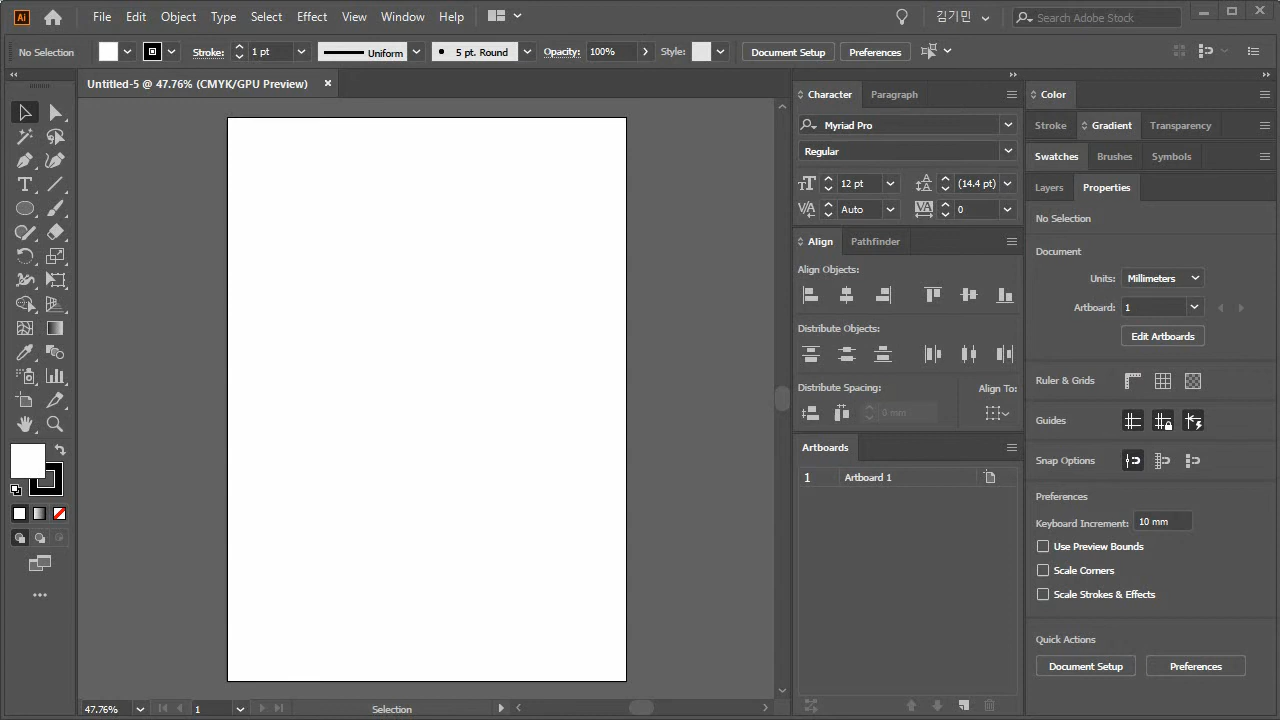 Ai File Edit Object Type Select Effect View Window Help 김기민 Search Adobe Stock
No Selection Stroke: 1 pt Uniform 5 pt. Round Opacity: 100% Style: Document Setup Preferences
Untitled-5 @ 47.76% (CMYK/GPU Preview)
Character Paragraph
Myriad Pro
Regular
12 pt (14.4 pt)
Auto 0
Align Pathfinder
Align Objects:
Distribute Objects:
Distribute Spacing: Align To:
0 mm
Artboards
1 Artboard 1
Color
Stroke Gradient Transparency
Swatches Brushes Symbols
Layers Properties
No Selection
Document
Units: Millimeters
Artboard: 1
Edit Artboards
Ruler & Grids
Guides
Snap Options
Preferences
Keyboard Increment: 10 mm
Use Preview Bounds
Scale Corners
Scale Strokes & Effects
Quick Actions
Document Setup Preferences
47.76% 1 Selection